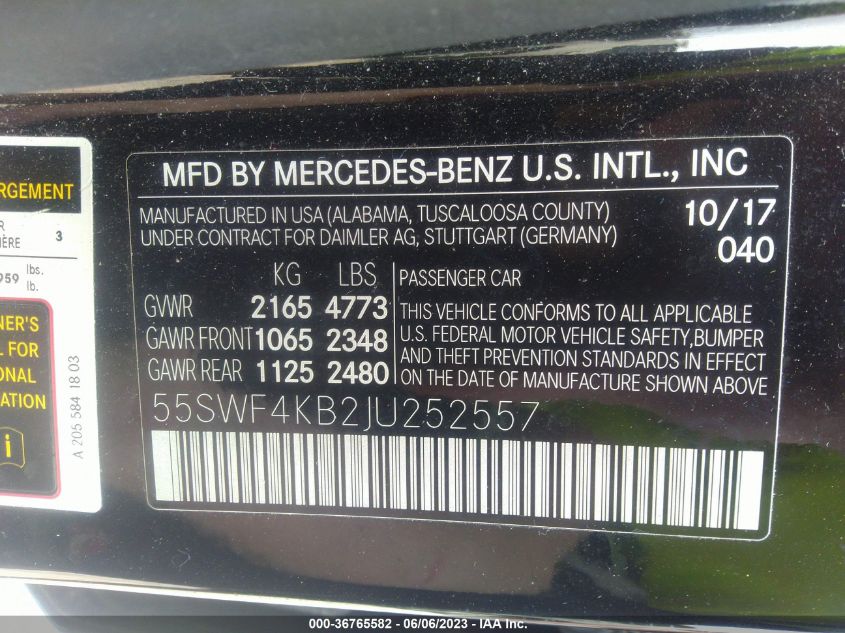 RGEMENT
R
IÈRE 3
959 lbs.
lb.
NER'S
L FOR
ONAL
ATION
i
A 205 584 18 03
MFD BY MERCEDES-BENZ U.S. INTL., INC
MANUFACTURED IN USA (ALABAMA, TUSCALOOSA COUNTY)
UNDER CONTRACT FOR DAIMLER AG, STUTTGART (GERMANY)
10/17
040
KG LBS
GVWR 2165 4773
GAWR FRONT 1065 2348
GAWR REAR 1125 2480
PASSENGER CAR
THIS VEHICLE CONFORMS TO ALL APPLICABLE
U.S. FEDERAL MOTOR VEHICLE SAFETY,BUMPER
AND THEFT PREVENTION STANDARDS IN EFFECT
ON THE DATE OF MANUFACTURE SHOWN ABOVE
55SWF4KB2JU252557
000-36765582 / 06/06/2023 - IAAI.COM